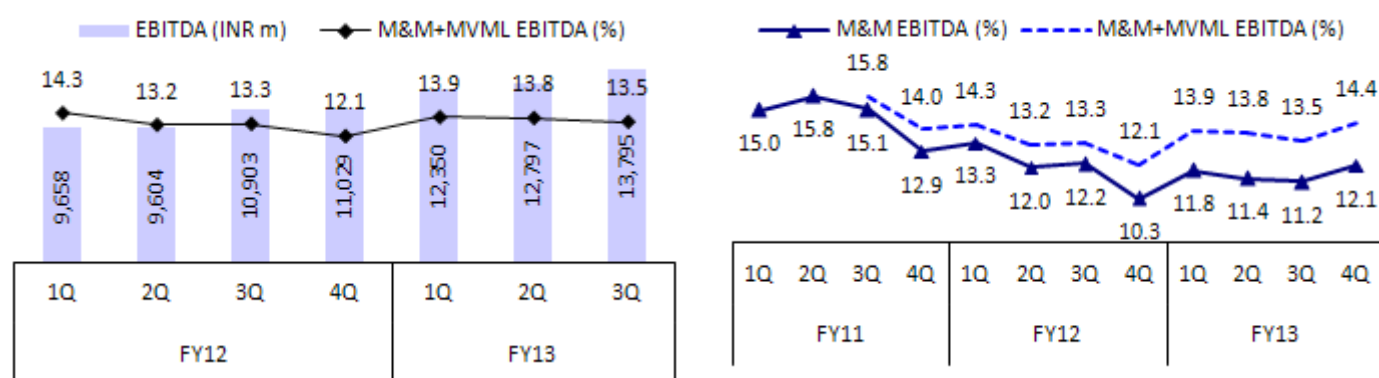 EBITDA (INR m) M&M+MVML EBITDA (%)
14.3 13.2 13.3 12.1 13.9 13.8 13.5
9,658 9,604 10,903 11,029 12,350 12,797 13,795
1Q 2Q 3Q 4Q 1Q 2Q 3Q
FY12 FY13
M&M EBITDA (%) M&M+MVML EBITDA (%)
15.8 14.0 14.3 13.2 13.3 12.1 13.9 13.8 13.5 14.4
15.0 15.8 15.1 12.9 13.3 12.0 12.2 10.3 11.8 11.4 11.2 12.1
1Q 2Q 3Q 4Q 1Q 2Q 3Q 4Q 1Q 2Q 3Q 4Q
FY11 FY12 FY13